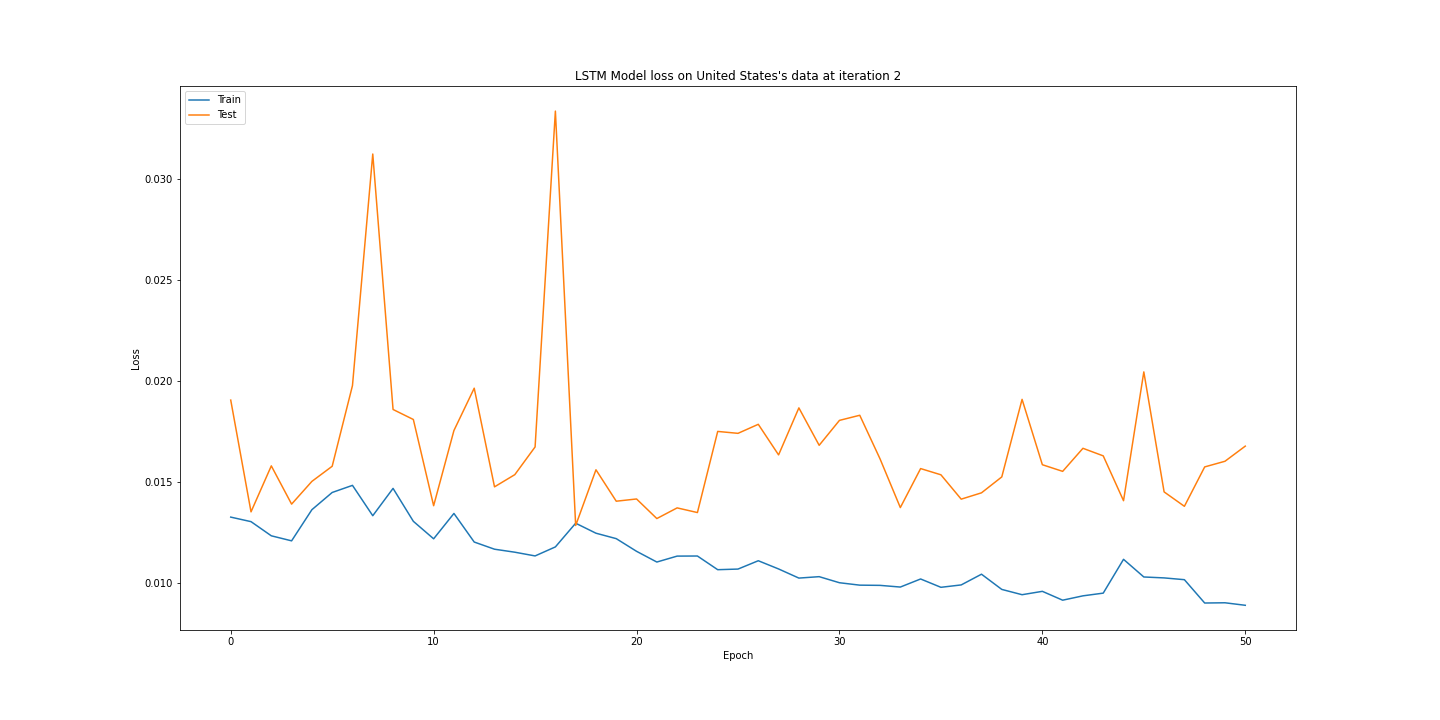 LSTM Model loss on United States's data at iteration 2
Train
Test
Loss
0.030
0.025
0.020
0.015
0.010
0 10 20 30 40 50
Epoch